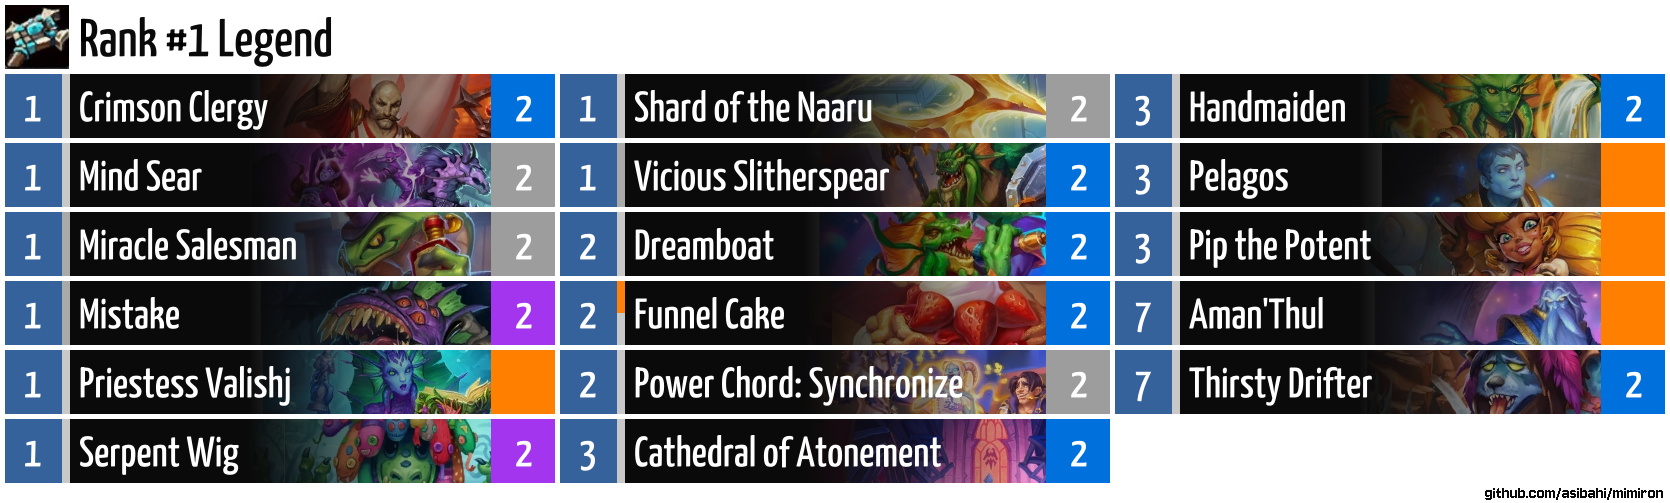 Rank #1 Legend
1 Crimson Clergy 2
1 Mind Sear 2
1 Miracle Salesman 2
1 Mistake 2
1 Priestess Valishj
1 Serpent Wig 2
1 Shard of the Naaru 2
1 Vicious Slitherspear 2
2 Dreamboat 2
2 Funnel Cake 2
2 Power Chord: Synchronize 2
3 Cathedral of Atonement 2
3 Handmaiden 2
3 Pelagos
3 Pip the Potent
7 Aman'Thul
7 Thirsty Drifter 2
github.com/asibahi/mimiron